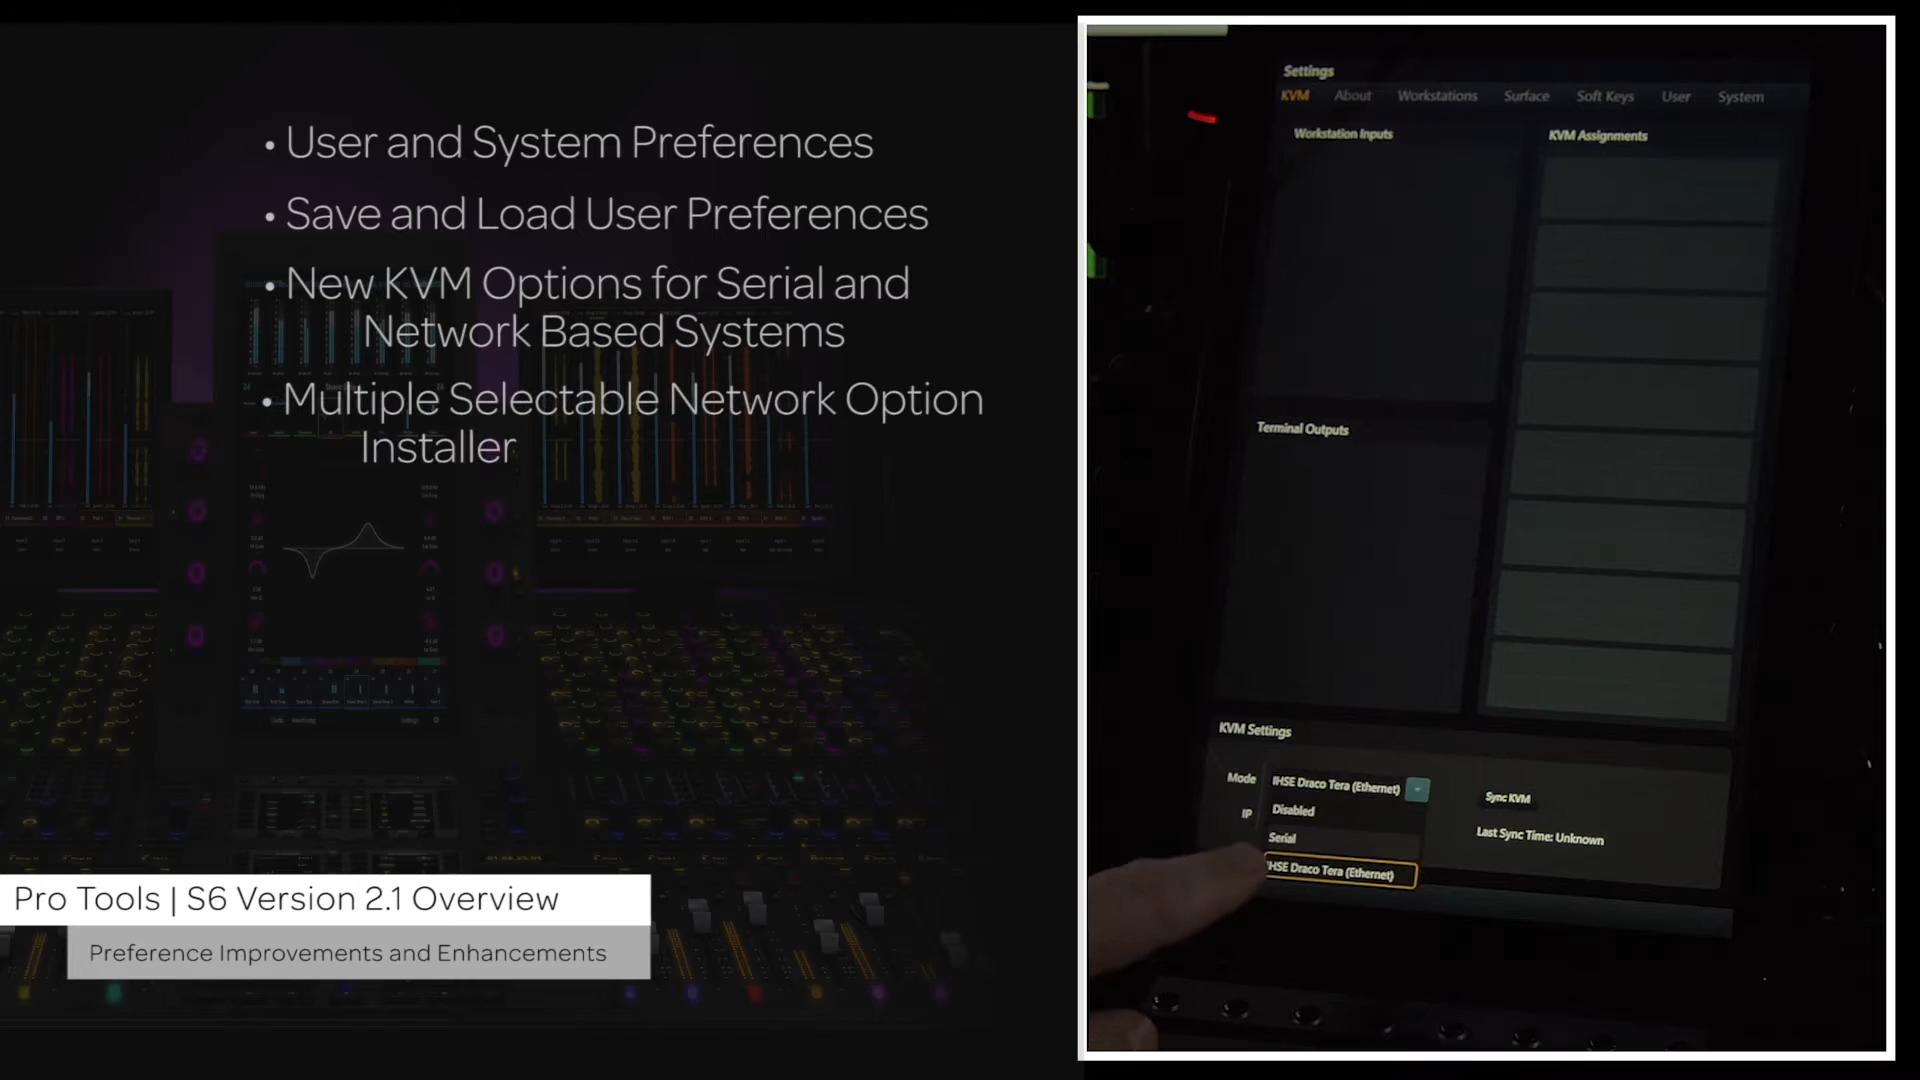 • User and System Preferences
• Save and Load User Preferences
• New KVM Options for Serial and
Network Based Systems
• Multiple Selectable Network Option
Installer
Pro Tools | S6 Version 2.1 Overview
Preference Improvements and Enhancements
Settings
KVM About Workstations Surface Soft Keys User System
Workstation Inputs
KVM Assignments
Terminal Outputs
KVM Settings
Mode
IHSE Draco Tera (Ethernet)
IP
Disabled
Serial
IHSE Draco Tera (Ethernet)
Sync KVM
Last Sync Time: Unknown